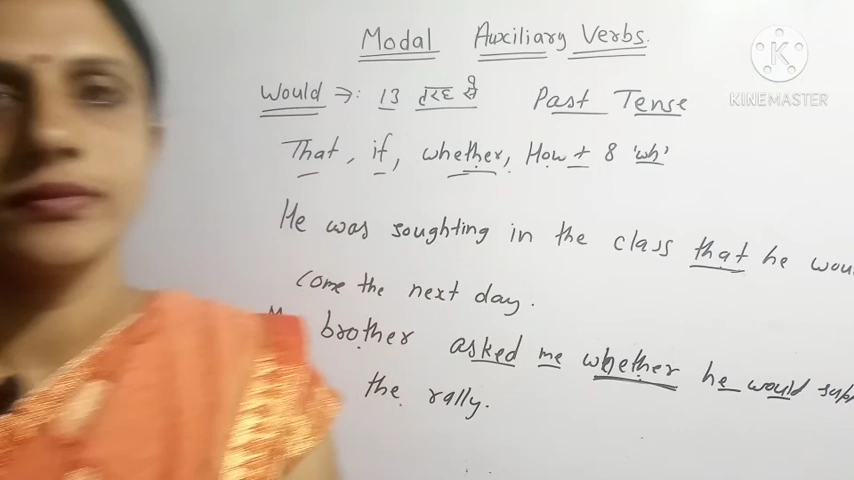 Modal Auxiliary Verbs.
KINEMASTER
Would →: 13 तरह से Past Tense
That, if, whether, How + 8 'wh'
He was soughting in the class that he
come the next day.
brother asked me whether he would
the rally.